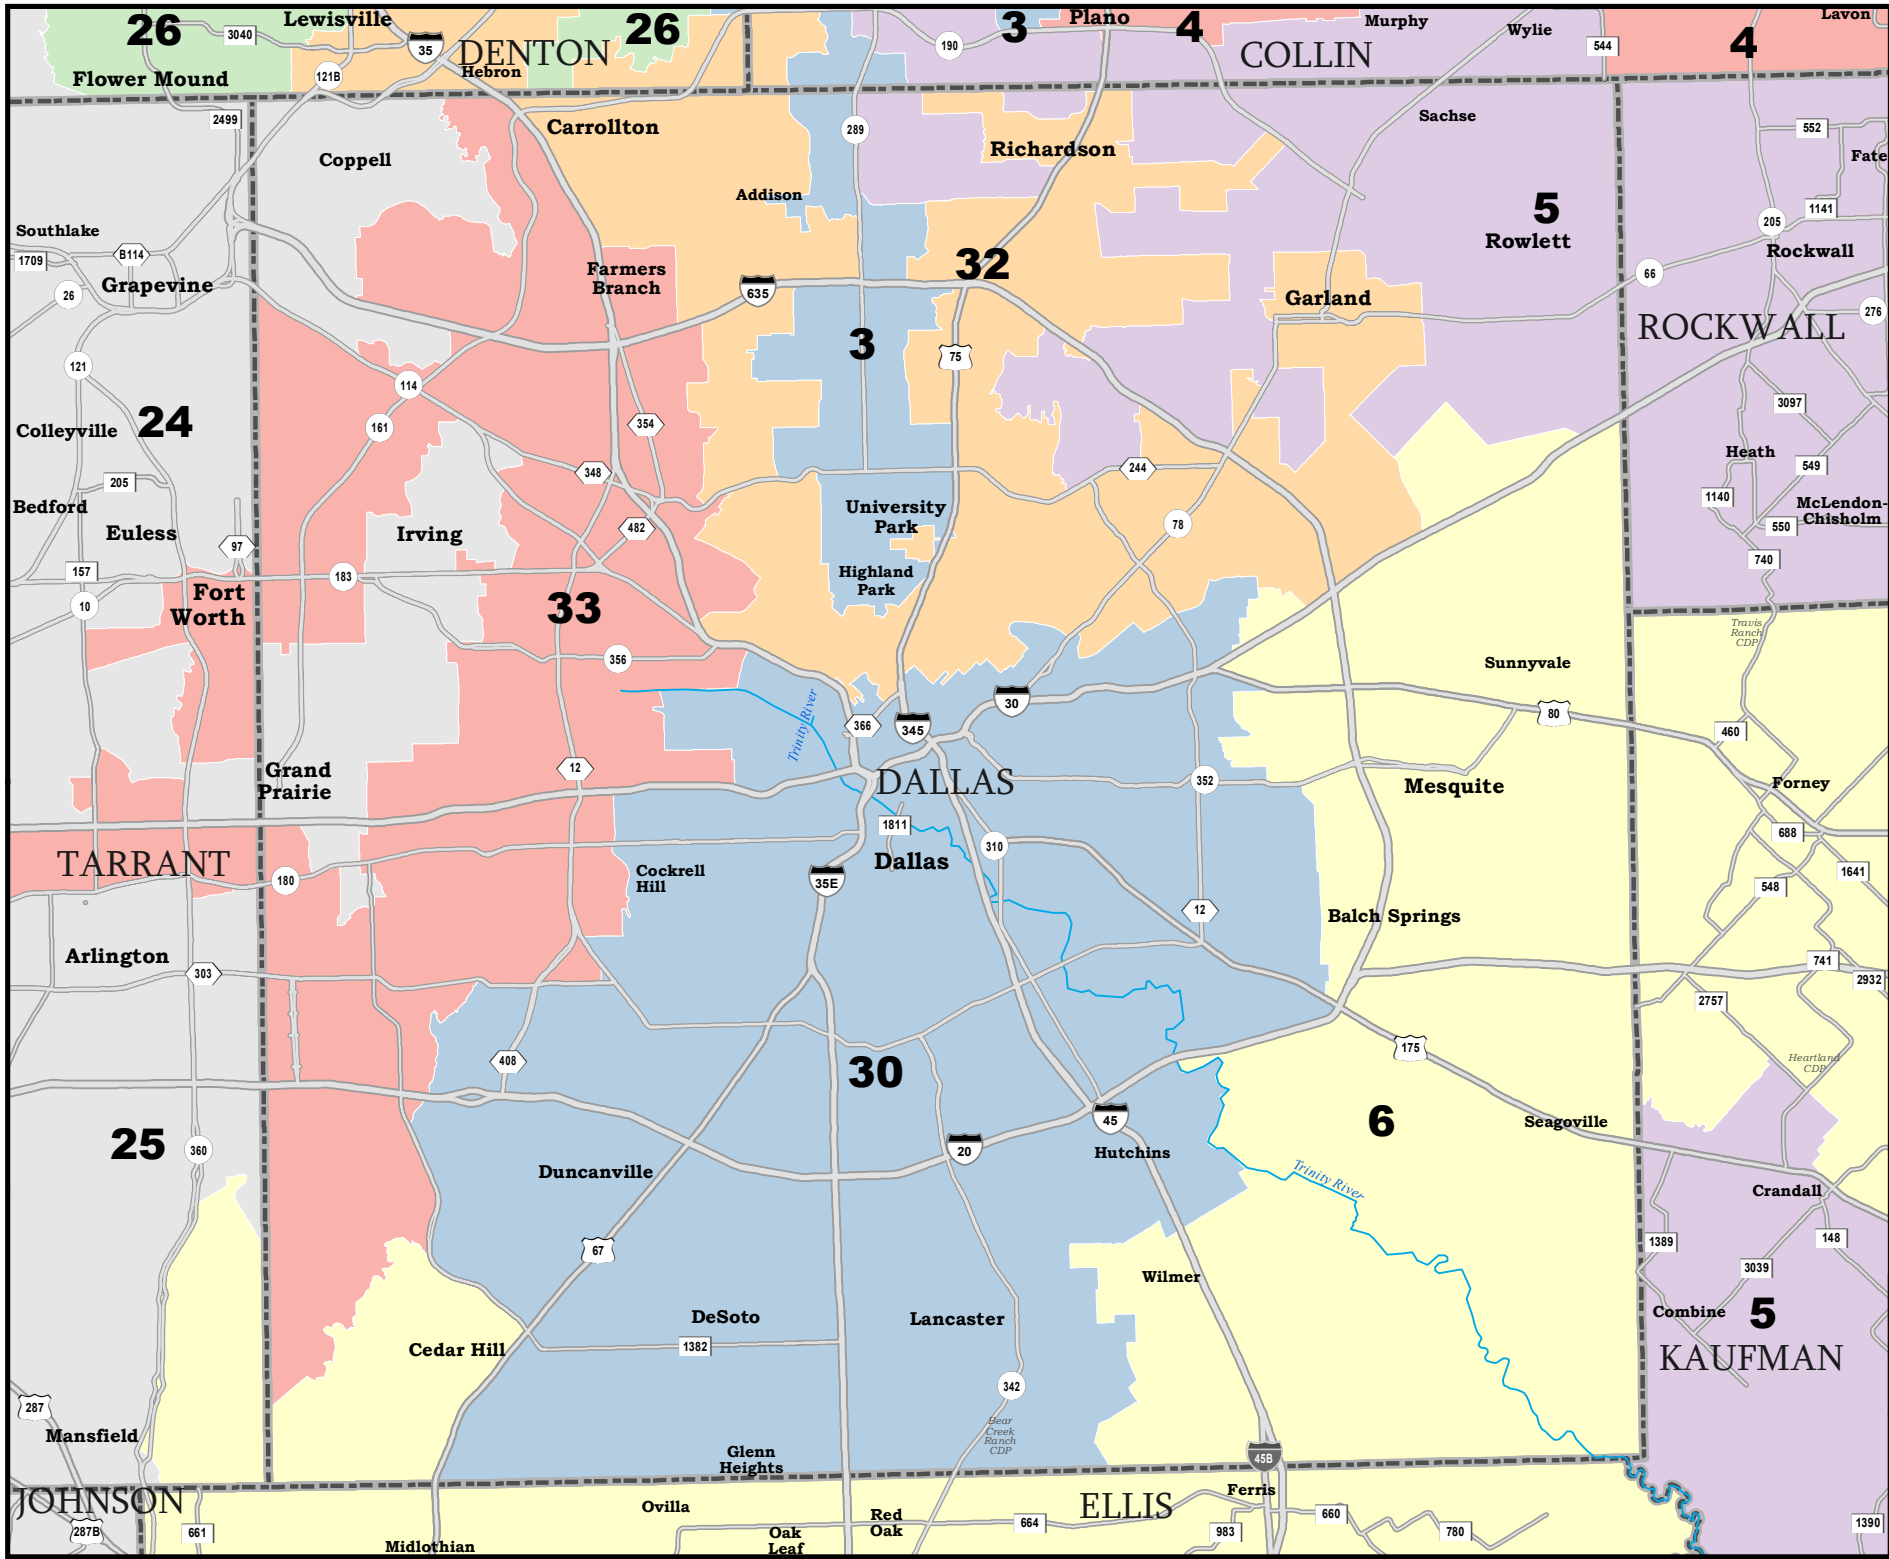 26
Lewisville
3040
35
DENTON
26
190
3
Plano
4
Murphy
COLLIN
Wylie
544
4
Lavon
Flower Mound
121B
Hebron
2499
Carrollton
289
Richardson
Sachse
552
Coppell
Fate
Addison
Southlake
5
Rowlett
1141
205
Rockwall
1709
B114
26
Grapevine
Farmers
Branch
635
32
Garland
66
276
ROCKWALL
121
3
75
114
24
Colleyville
161
354
3097
Heath
549
205
348
244
1140
Bedford
Euless
Irving
482
University
Park
78
550
McLendon-
Chisholm
97
740
157
183
Highland
Park
10
Fort
Worth
33
Travis
Ranch
CDP
356
Sunnyvale
Trinity River
30
366
345
80
460
Grand
Prairie
12
DALLAS
352
Mesquite
Forney
1811
688
TARRANT
310
Dallas
180
Cockrell
Hill
35E
1641
548
12
Balch Springs
Arlington
303
741
2932
2757
408
30
175
Heartland
CDP
25
360
45
6
Seagoville
20
Hutchins
Duncanville
Trinity River
Crandall
67
1389
148
Wilmer
3039
Combine
5
DeSoto
Lancaster
Cedar Hill
1382
KAUFMAN
342
287
Mansfield
Bear
Creek
Ranch
CDP
Glenn
Heights
45B
JOHNSON
Ovilla
ELLIS
Ferris
287B
661
Red
Oak
664
660
983
780
1390
Oak
Leaf
Midlothian